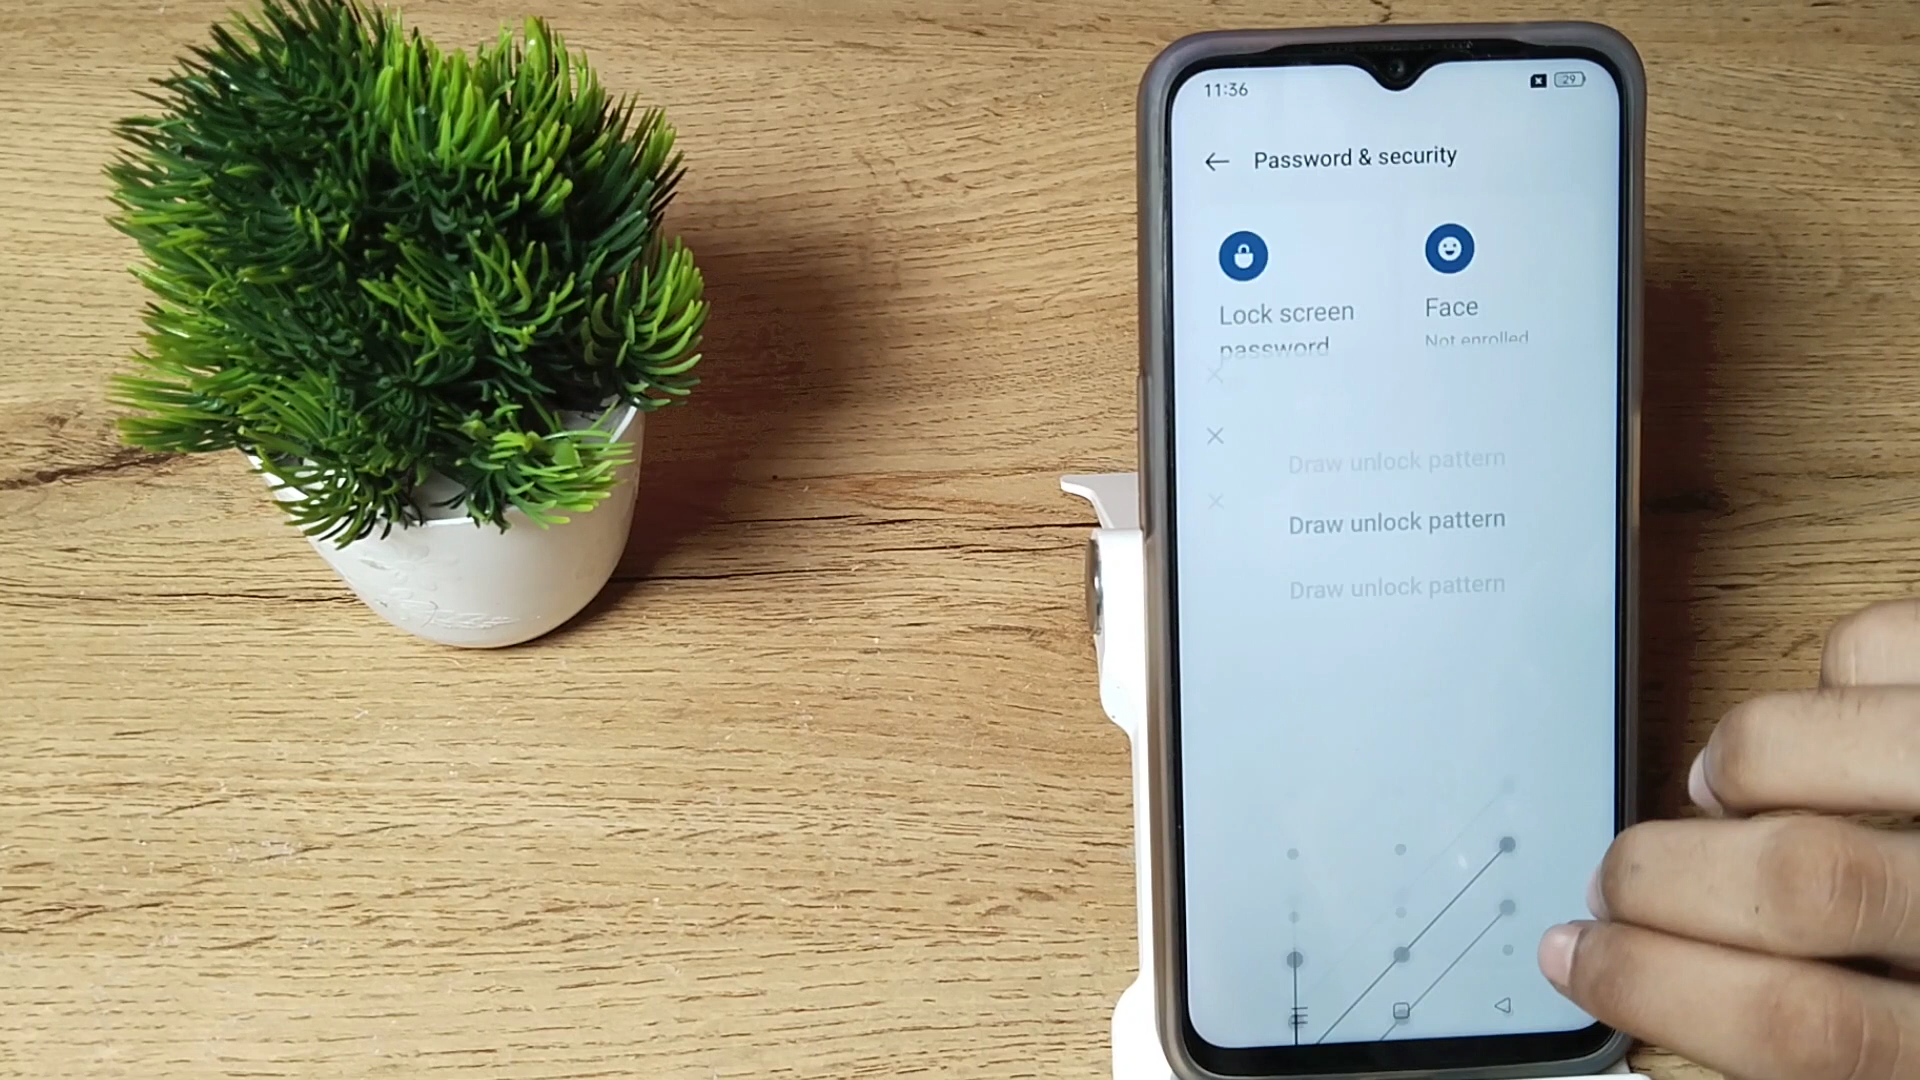 11:36
29
Password & security
Lock screen
password
Face
Not enrolled
Draw unlock pattern
Draw unlock pattern
Draw unlock pattern